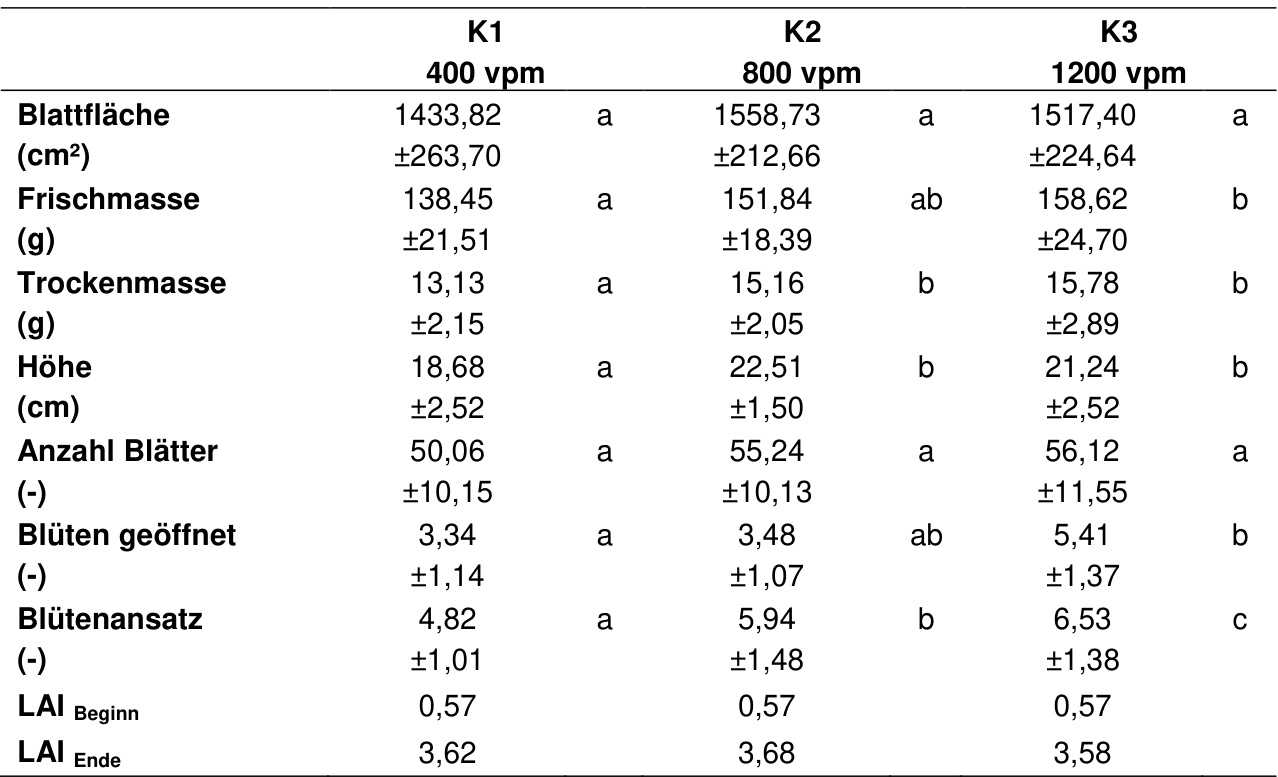 K1 K2 K3
400 vpm 800 vpm 1200 vpm
Blattfläche 1433,82 a 1558,73 a 1517,40 a
(cm²) ±263,70 ±212,66 ±224,64
Frischmasse 138,45 a 151,84 ab 158,62 b
(g) ±21,51 ±18,39 ±24,70
Trockenmasse 13,13 a 15,16 b 15,78 b
(g) ±2,15 ±2,05 ±2,89
Höhe 18,68 a 22,51 b 21,24 b
(cm) ±2,52 ±1,50 ±2,52
Anzahl Blätter 50,06 a 55,24 a 56,12 a
(-) ±10,15 ±10,13 ±11,55
Blüten geöffnet 3,34 a 3,48 ab 5,41 b
(-) ±1,14 ±1,07 ±1,37
Blütenansatz 4,82 a 5,94 b 6,53 c
(-) ±1,01 ±1,48 ±1,38
LAI Beginn 0,57 0,57 0,57
LAI Ende 3,62 3,68 3,58